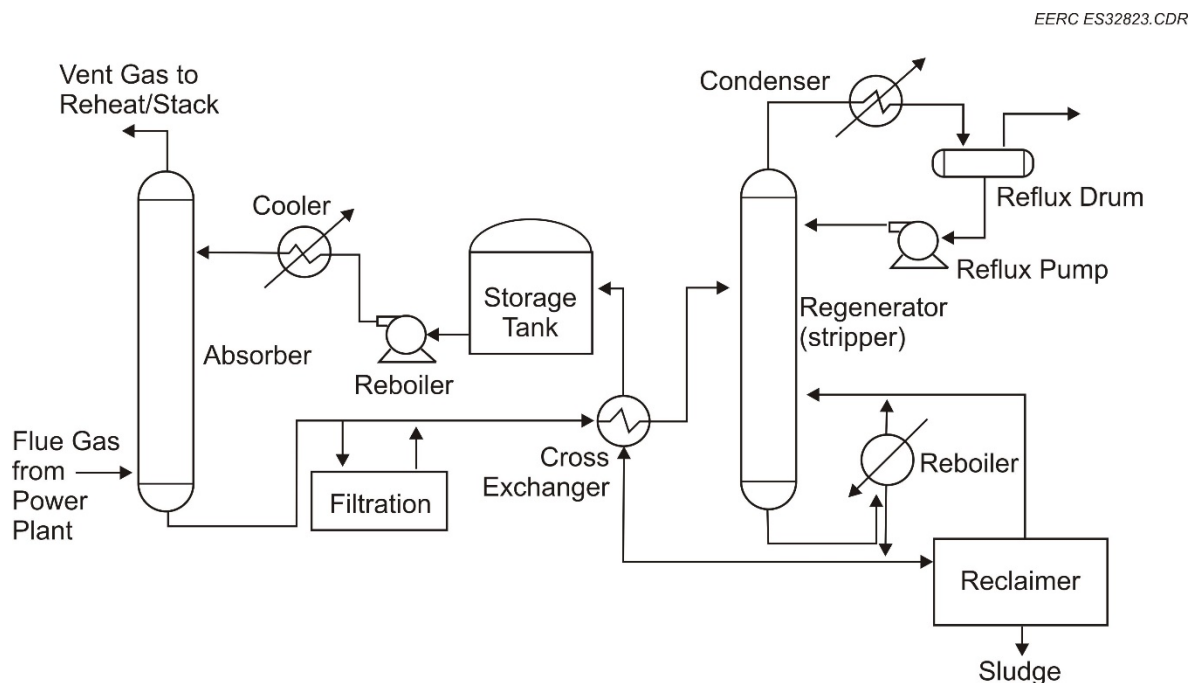 EERC ES32823.CDR
Vent Gas to
Reheat/Stack
Condenser
Cooler
Reflux Drum
Storage
Tank
Reflux Pump
Regenerator
(stripper)
Absorber
Reboiler
Flue Gas
from
Power
Plant
Filtration
Cross
Exchanger
Reboiler
Reclaimer
Sludge